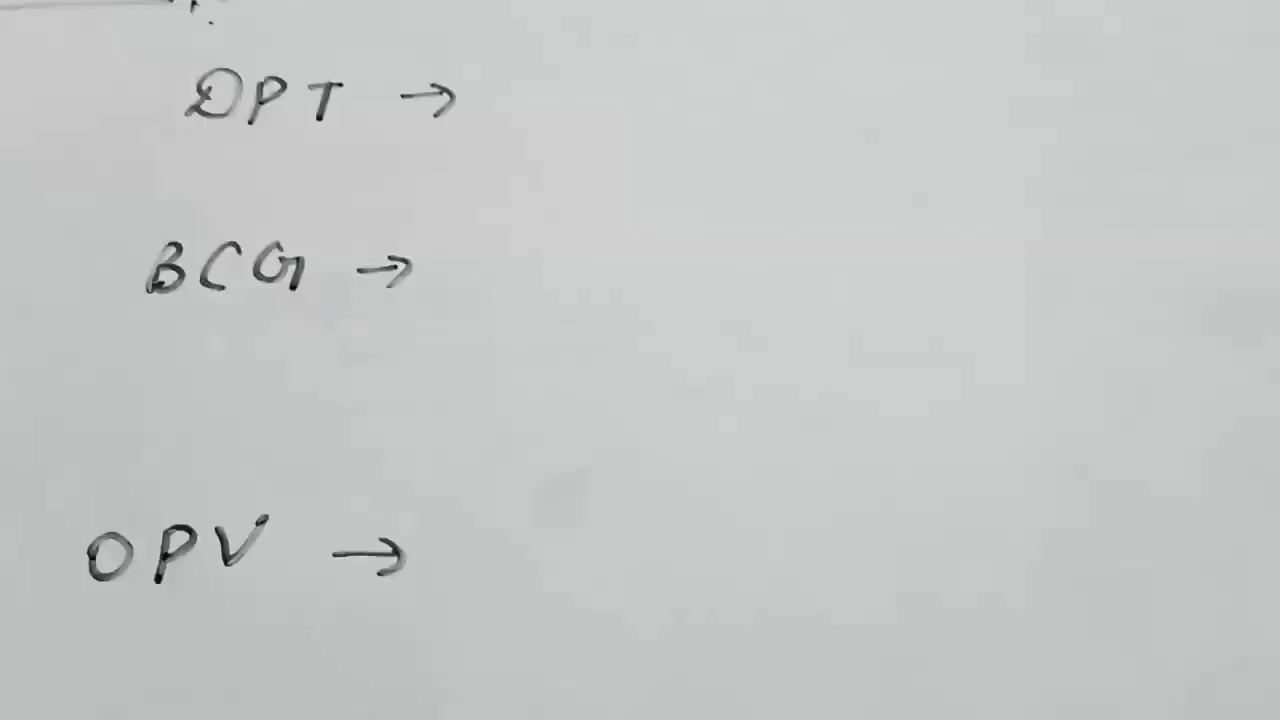 DPT →
BCG →
OPV →